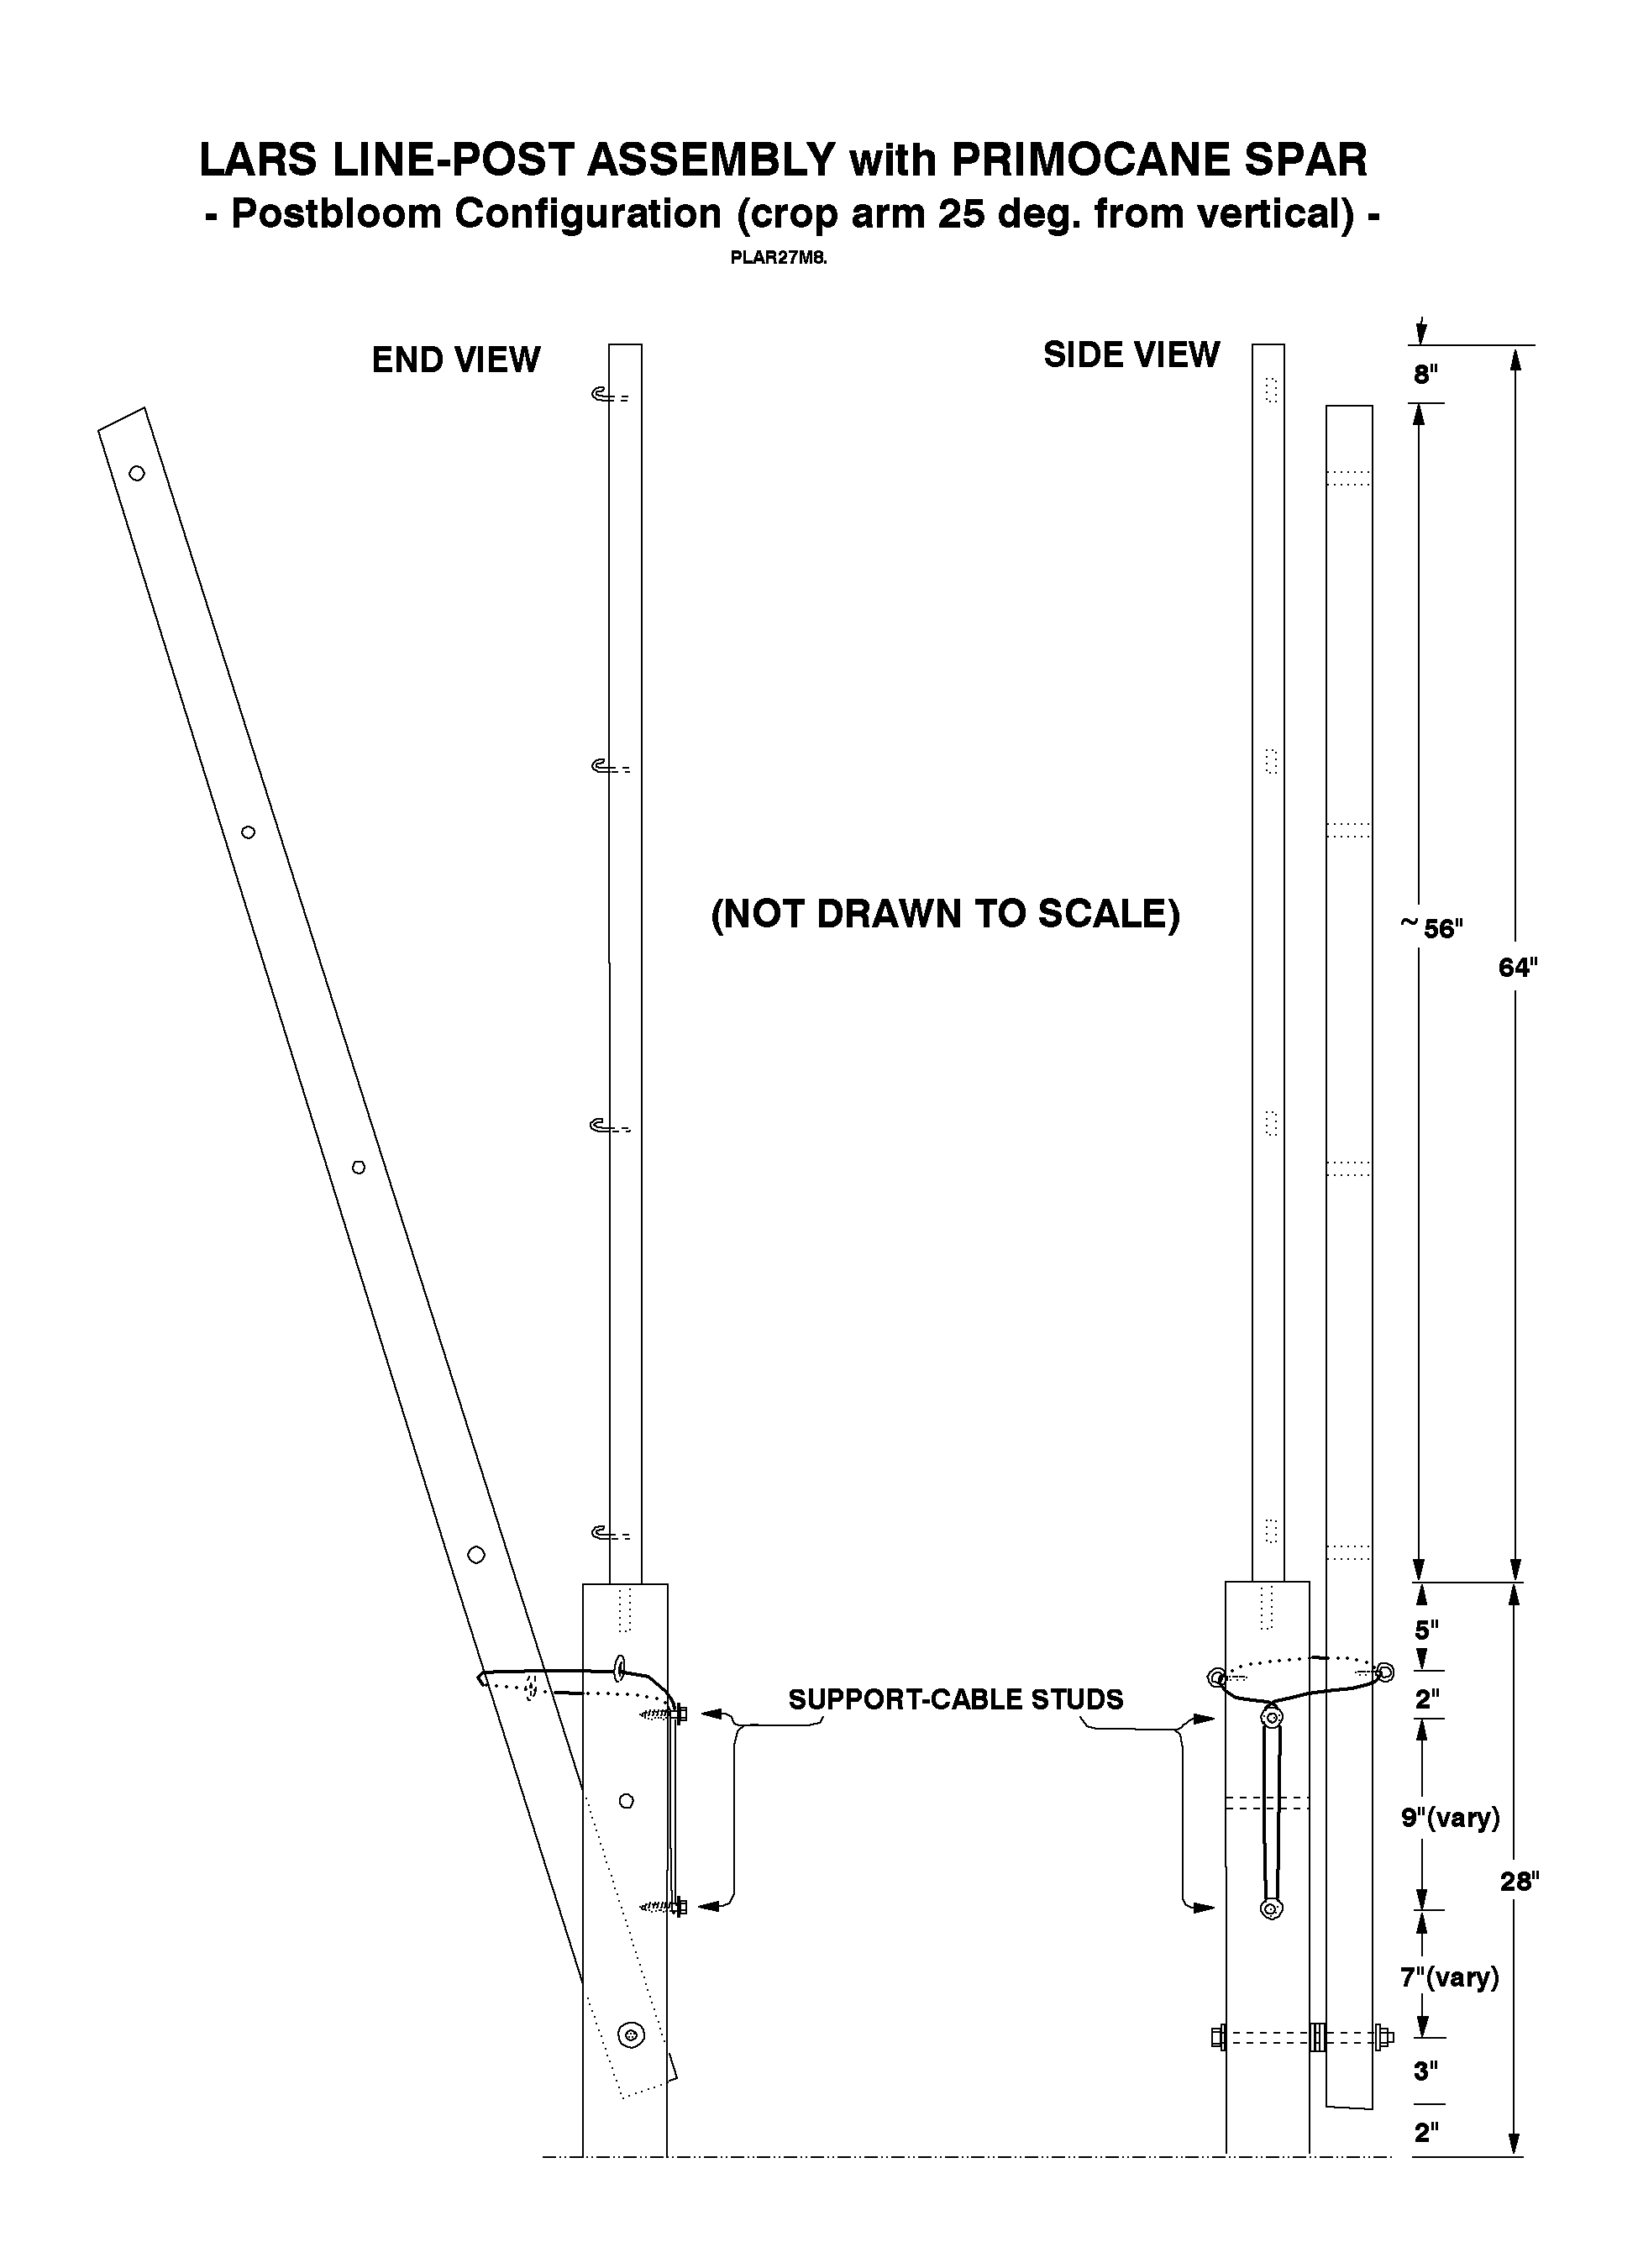 LARS LINE-POST ASSEMBLY with PRIMOCANE SPAR
- Postbloom Configuration (crop arm 25 deg. from vertical) -
PLAR27M8.
END VIEW
SIDE VIEW
8"
(NOT DRAWN TO SCALE)
~ 56"
64"
5"
SUPPORT-CABLE STUDS
2"
9"(vary)
28"
7"(vary)
3"
2"